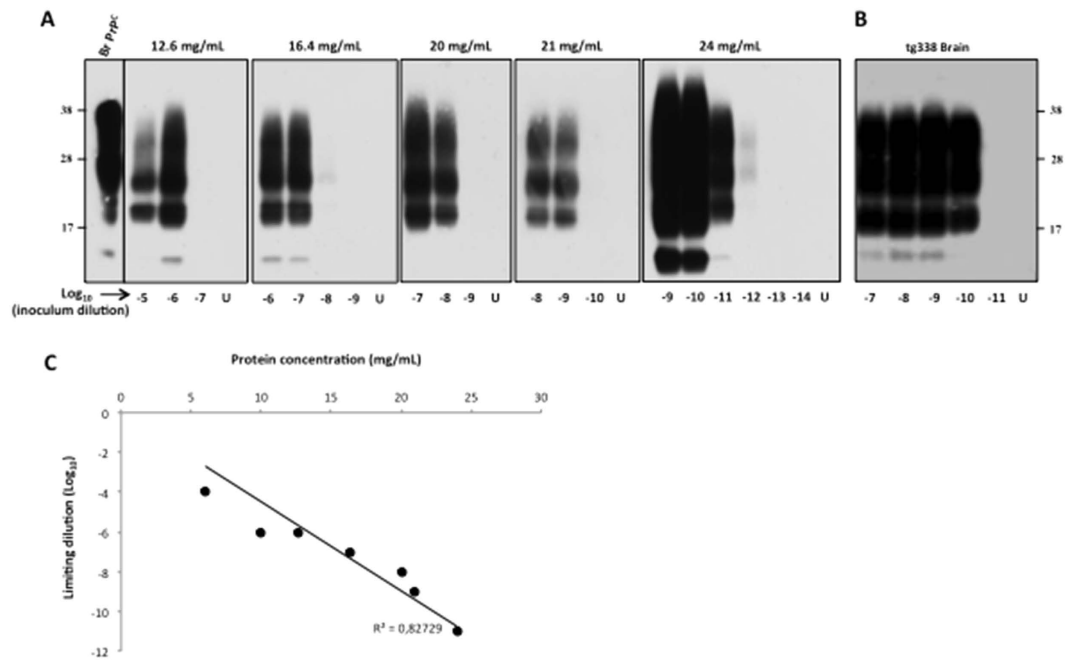 A
B
Br PrPc
12.6 mg/mL
16.4 mg/mL
20 mg/mL
21 mg/mL
24 mg/mL
tg338 Brain
38
28
17
38
28
17
Log10
(inoculum dilution)
-5 -6 -7 U
-6 -7 -8 -9 U
-7 -8 -9 U
-8 -9 -10 U
-9 -10 -11 -12 -13 -14 U
-7 -8 -9 -10 -11 U
C
Protein concentration (mg/mL)
0 5 10 15 20 25 30
0
-2
-4
-6
-8
-10
-12
Limiting dilution (Log10)
R² = 0,82729